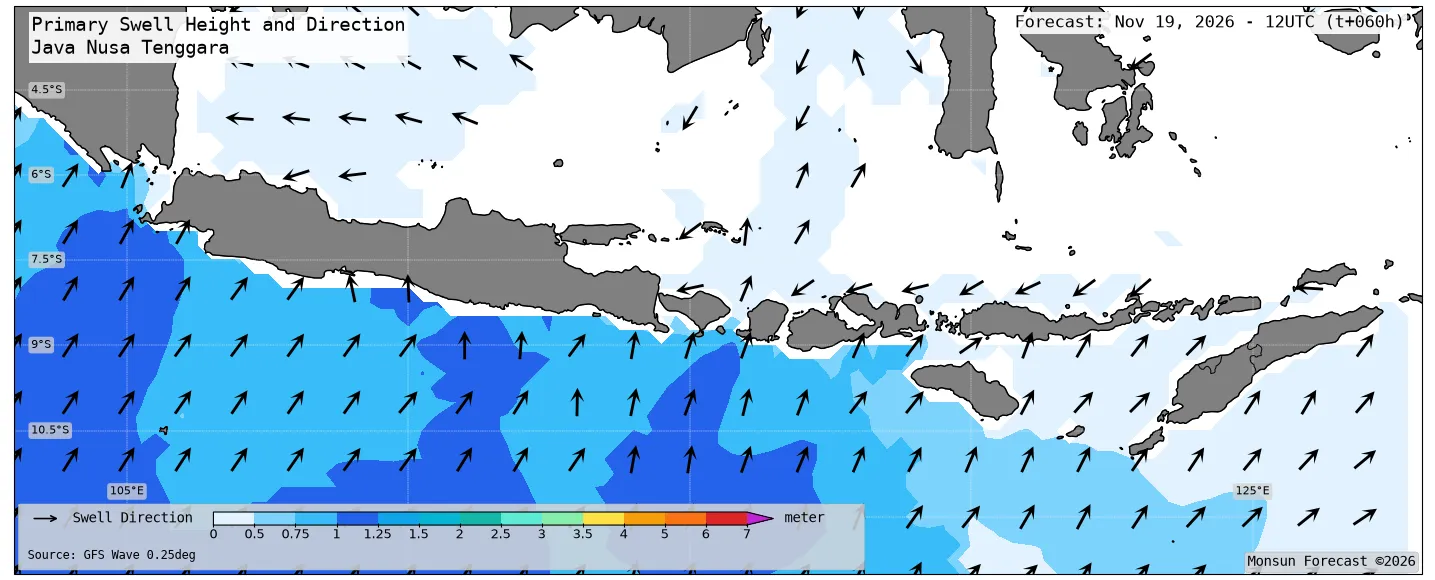 Primary Swell Height and Direction
Java Nusa Tenggara
Forecast: Nov 19, 2026 - 12UTC (t+060h)
4.5°S
6°S
7.5°S
9°S
10.5°S
105°E
125°E
Swell Direction
0 0.5 0.75 1 1.25 1.5 2 2.5 3 3.5 4 5 6 7
meter
Source: GFS Wave 0.25deg
Monsun Forecast ©2026